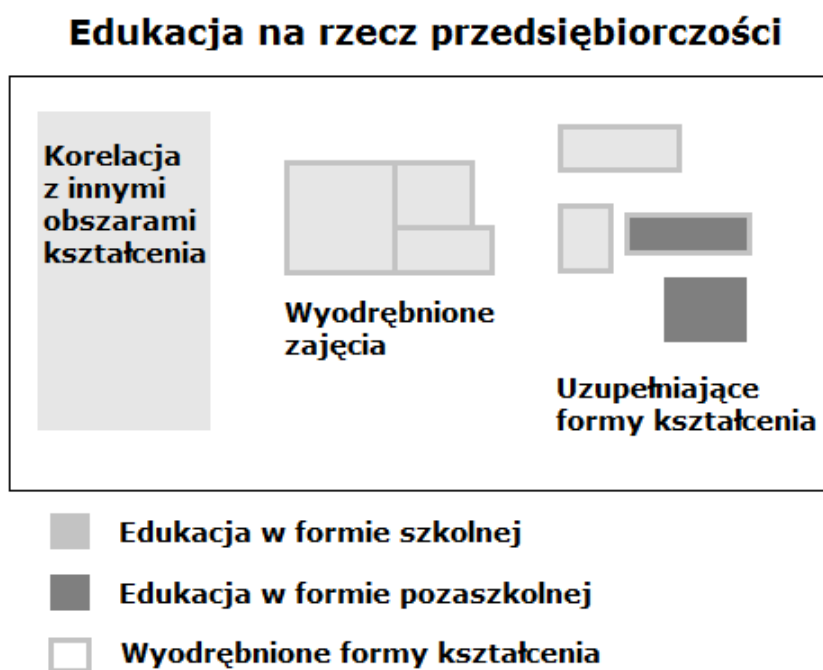 Edukacja na rzecz przedsiębiorczości
Korelacja
z innymi
obszarami
kształcenia
Wyodrębnione
zajęcia
Uzupełniające
formy kształcenia
Edukacja w formie szkolnej
Edukacja w formie pozaszkolnej
Wyodrębnione formy kształcenia